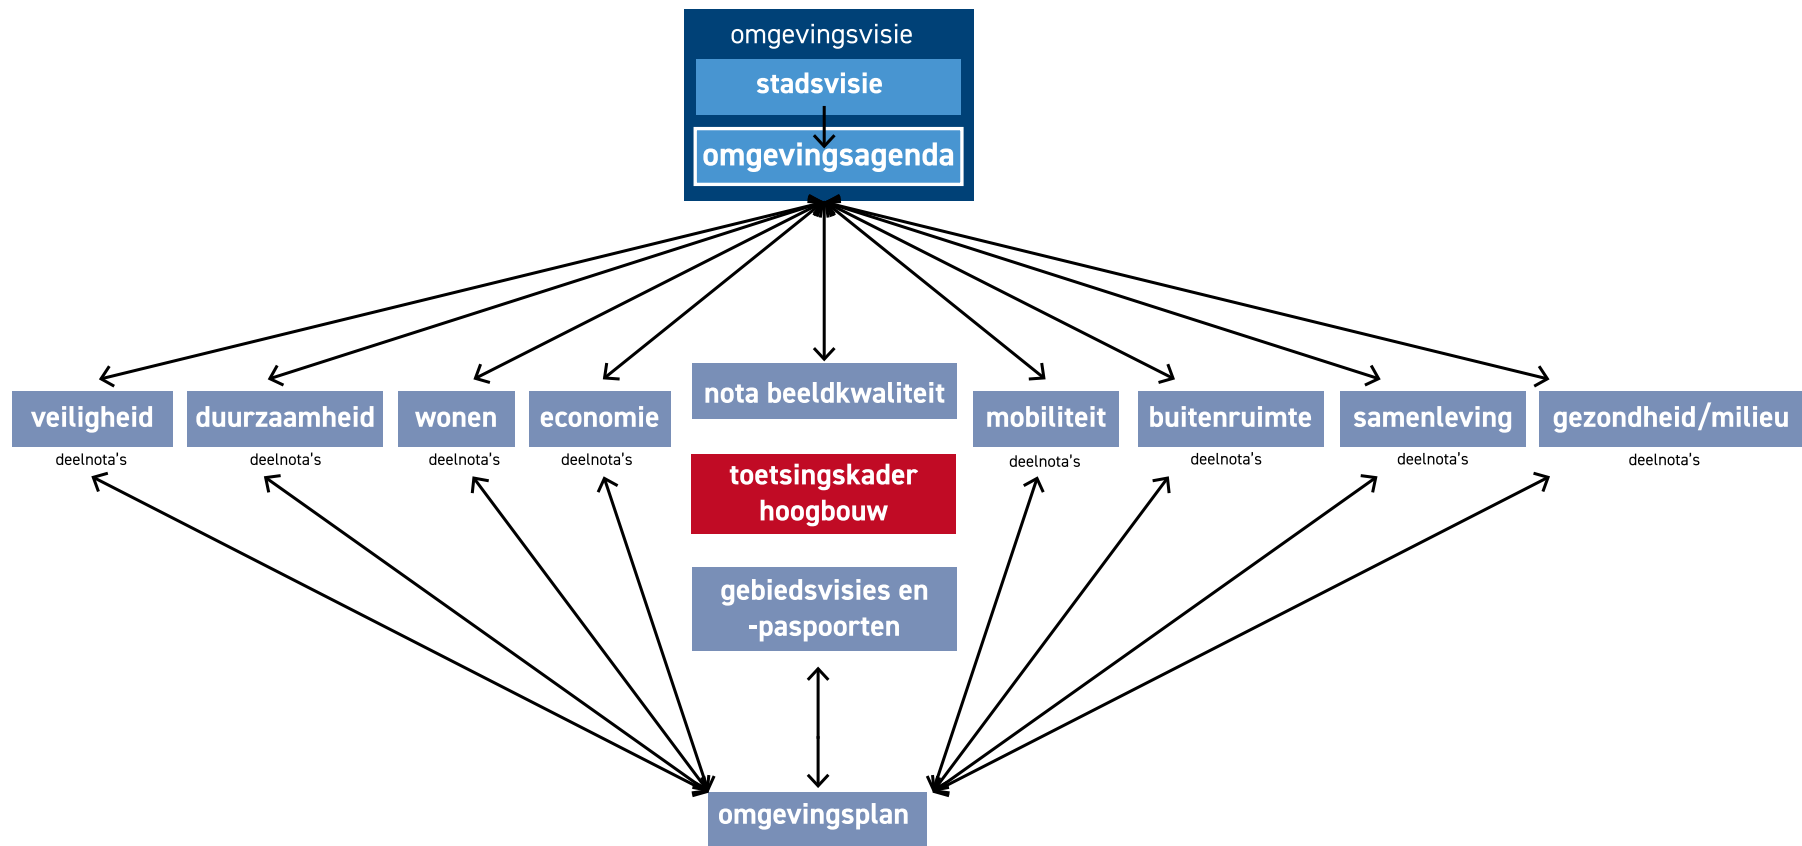 omgevingsvisie
stadsvisie
omgevingsagenda
veiligheid
deelnota's
duurzaamheid
deelnota's
wonen
deelnota's
economie
deelnota's
nota beeldkwaliteit
toetsingskader
hoogbouw
gebiedsvisies en
-paspoorten
mobiliteit
deelnota's
buitenruimte
deelnota's
samenleving
deelnota's
gezondheid/milieu
deelnota's
omgevingsplan